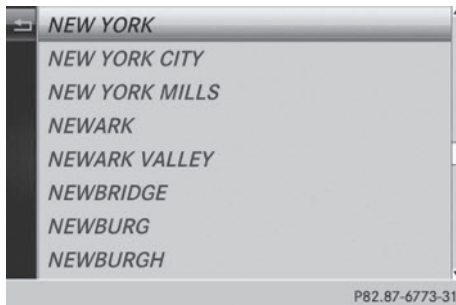 NEW YORK
NEW YORK CITY
NEW YORK MILLS
NEWARK
NEWARK VALLEY
NEWBRIDGE
NEWBURG
NEWBURGH
P82.87-6773-31